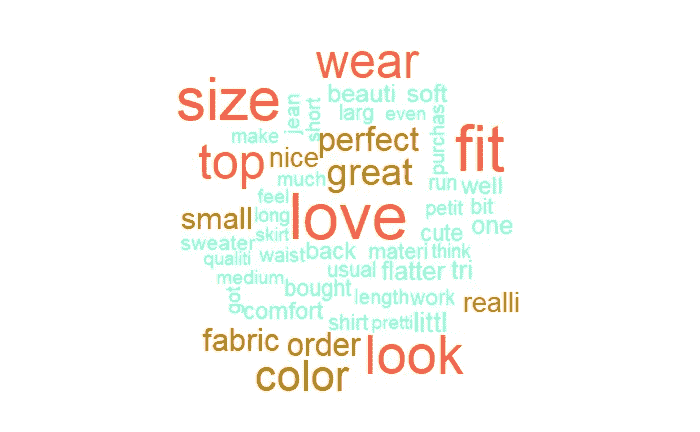 wear
size
beauti soft
jean
short
larg even
make
perfect
purchas
fit
top
nice
great
much
run well
feel
love
petit bit
small
long
skirt
cute
one
sweater
back
materi think
qualiti
waist
usual
flatter
tri
medium
bought
got
comfort
length
work
realli
shirt
pretti
littl
fabric
order
look
color